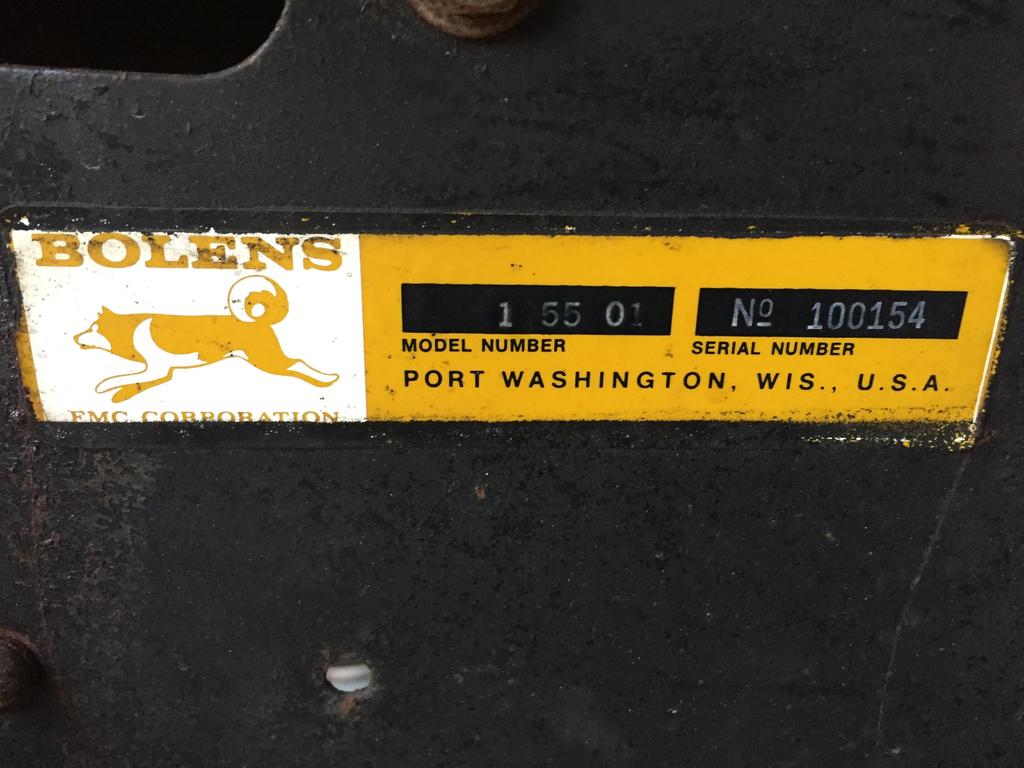 BOLENS
FMC CORPORATION
1 55 01
MODEL NUMBER
Nº 100154
SERIAL NUMBER
PORT WASHINGTON, WIS., U.S.A.